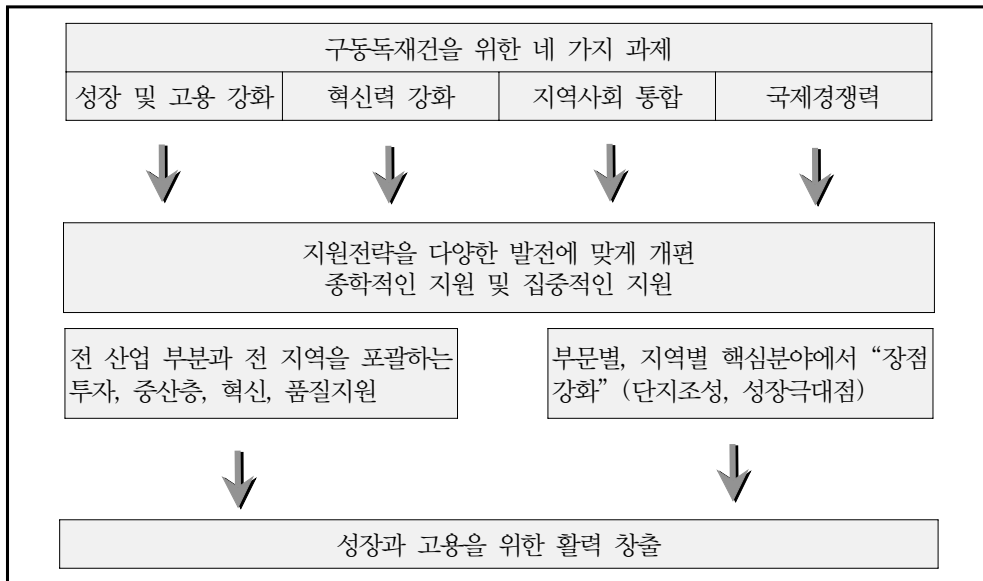 구동독재건을 위한 네 가지 과제
성장 및 고용 강화 혁신력 강화 지역사회 통합 국제경쟁력
지원전략을 다양한 발전에 맞게 개편
종학적인 지원 및 집중적인 지원
전 산업 부분과 전 지역을 포괄하는
투자, 중산층, 혁신, 품질지원
부문별, 지역별 핵심분야에서 “장점
강화” (단지조성, 성장극대점)
성장과 고용을 위한 활력 창출